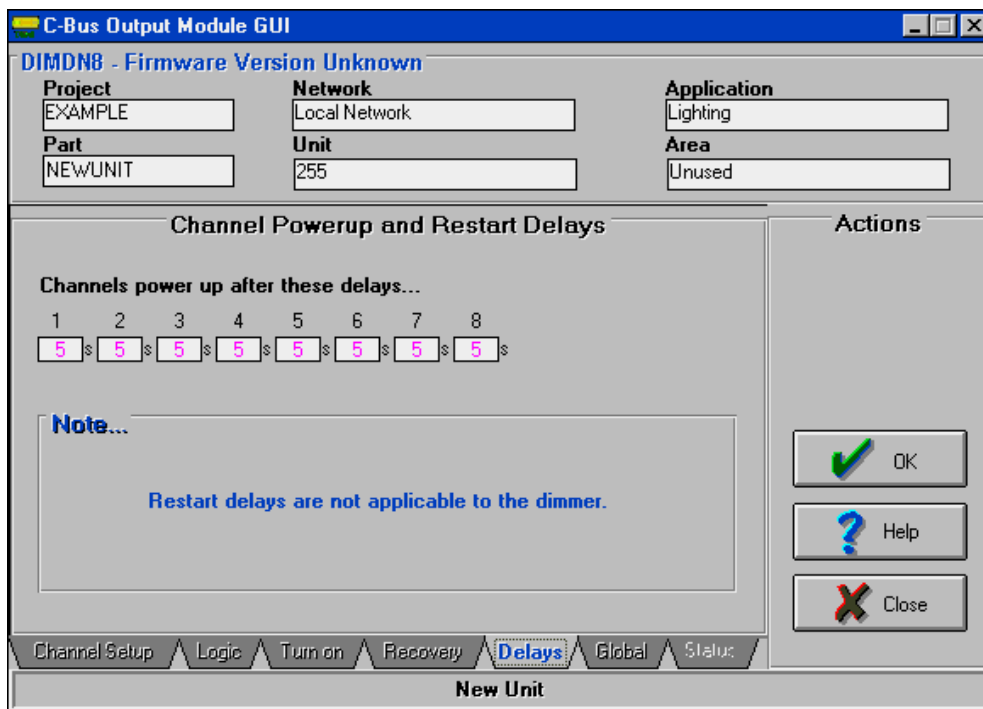 C-Bus Output Module GUI
DIMDN8 - Firmware Version Unknown
Project Network Application
EXAMPLE Local Network Lighting
Part Unit Area
NEWUNIT 255 Unused
Channel Powerup and Restart Delays
Actions
Channels power up after these delays...
1 2 3 4 5 6 7 8
5 s 5 s 5 s 5 s 5 s 5 s 5 s 5 s
Note...
Restart delays are not applicable to the dimmer.
OK
Help
Close
Channel Setup Logic Turn on Recovery Delays Global Status
New Unit